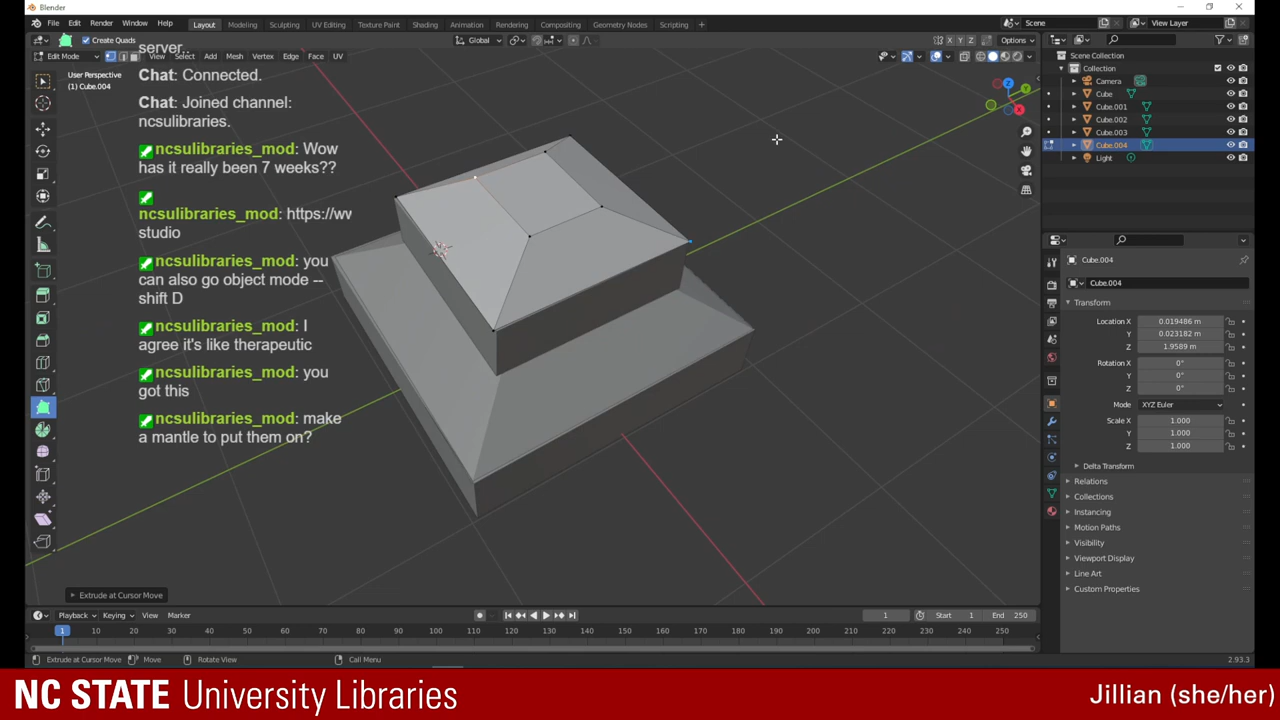 Blender
File Edit Render Window Help
Layout Modeling Sculpting UV Editing Texture Paint Shading Animation Rendering Compositing Geometry Nodes Scripting +
Scene
View Layer
Create Quads
Global
X Y Z
Options
Edit Mode
View Select Add Mesh Vertex Edge Face UV
User Perspective
(1) Cube.004
server..
Chat: Connected.
Chat: Joined channel:
ncsulibraries.
ncsulibraries_mod: Wow
has it really been 7 weeks??
ncsulibraries_mod: https://wv
studio
ncsulibraries_mod: you
can also go object mode --
shift D
ncsulibraries_mod: I
agree it's like therapeutic
ncsulibraries_mod: you
got this
ncsulibraries_mod: make
a mantle to put them on?
Z
Y
X
Scene Collection
Collection
Camera
Cube
Cube.001
Cube.002
Cube.003
Cube.004
Light
Cube.004
Cube.004
Transform
Location X 0.019486 m
Y 0.023182 m
Z 1.9589 m
Rotation X 0°
Y 0°
Z 0°
Mode XYZ Euler
Scale X 1.000
Y 1.000
Z 1.000
Delta Transform
Relations
Collections
Instancing
Motion Paths
Visibility
Viewport Display
Line Art
Custom Properties
Extrude at Cursor Move
Playback Keying View Marker
1
Start 1
End 250
1 10 20 30 40 50 60 70 80 90 100 110 120 130 140 150 160 170 180 190 200 210 220 230 240 250
Extrude at Cursor Move
Move
Rotate View
Call Menu
2.93.3
NC STATE University Libraries
Jillian (she/her)